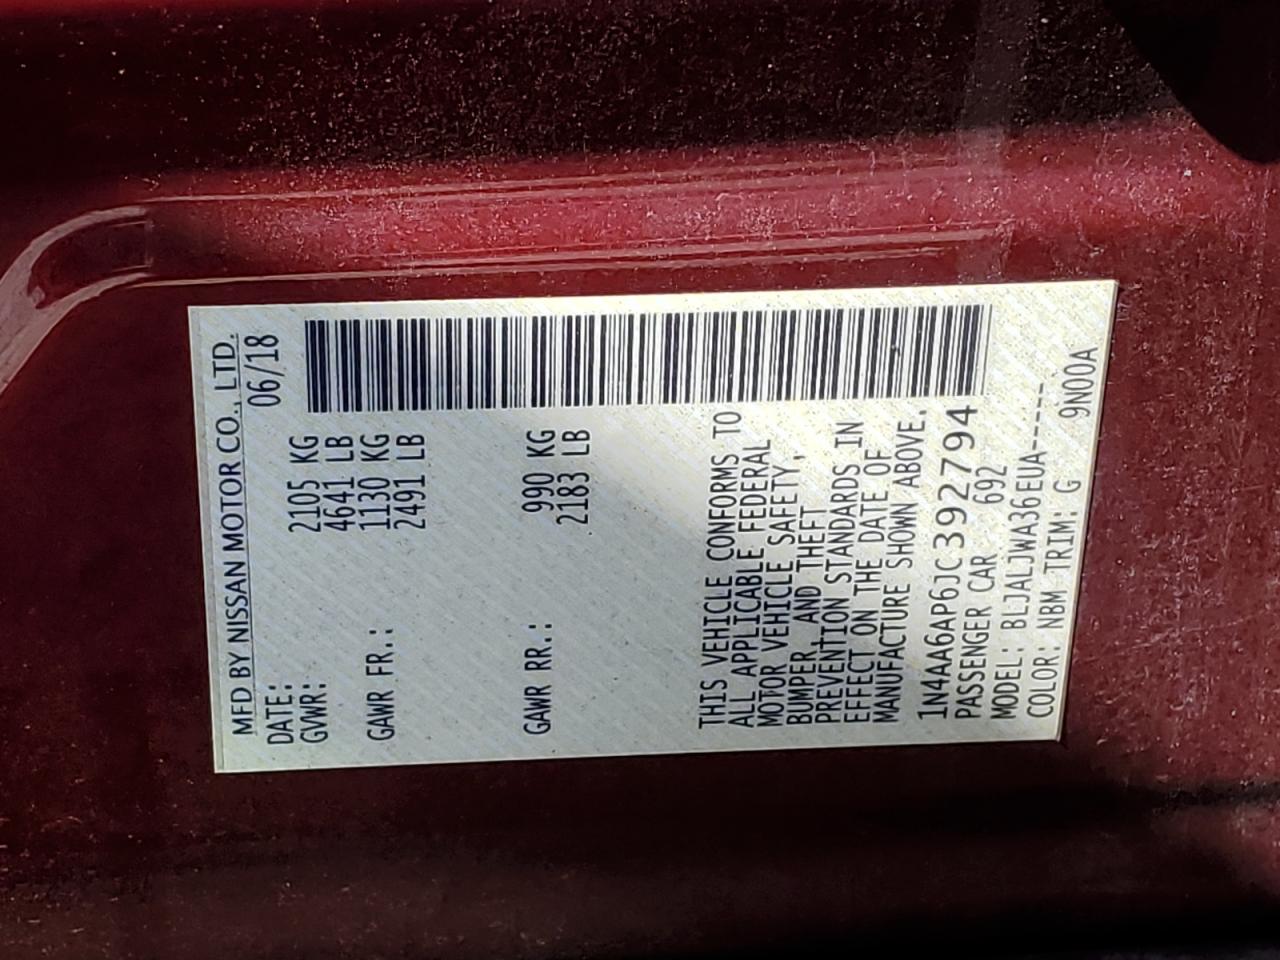 MFD BY NISSAN MOTOR CO., LTD.
DATE: 06/18
GVWR: 2105 KG
4641 LB
GAWR FR.: 1130 KG
2491 LB
GAWR RR.: 990 KG
2183 LB
THIS VEHICLE CONFORMS TO
ALL APPLICABLE FEDERAL
MOTOR VEHICLE SAFETY,
BUMPER, AND THEFT
PREVENTION STANDARDS IN
EFFECT ON THE DATE OF
MANUFACTURE SHOWN ABOVE.
1N4AA6AP6JC392794
PASSENGER CAR 692
MODEL: BLJALJWA36EUA-----
COLOR: NBM TRIM: G 9N00A